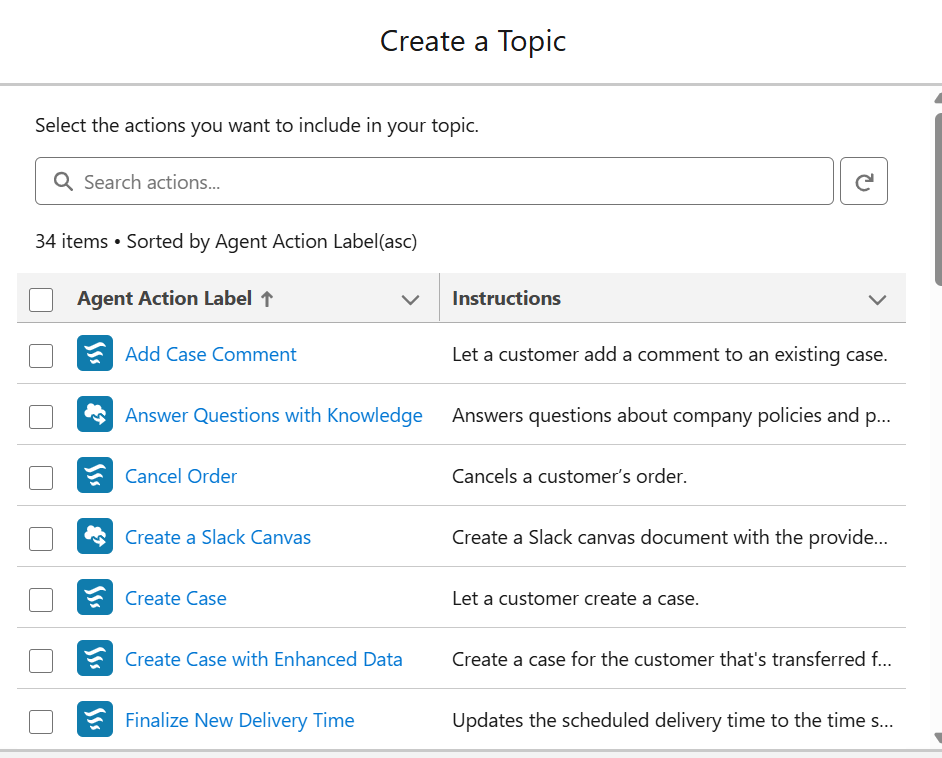 Create a Topic
Select the actions you want to include in your topic.
Search actions...
34 items • Sorted by Agent Action Label(asc)
Agent Action Label Instructions
Add Case Comment Let a customer add a comment to an existing case.
Answer Questions with Knowledge Answers questions about company policies and p...
Cancel Order Cancels a customer’s order.
Create a Slack Canvas Create a Slack canvas document with the provide...
Create Case Let a customer create a case.
Create Case with Enhanced Data Create a case for the customer that's transferred f...
Finalize New Delivery Time Updates the scheduled delivery time to the time s...